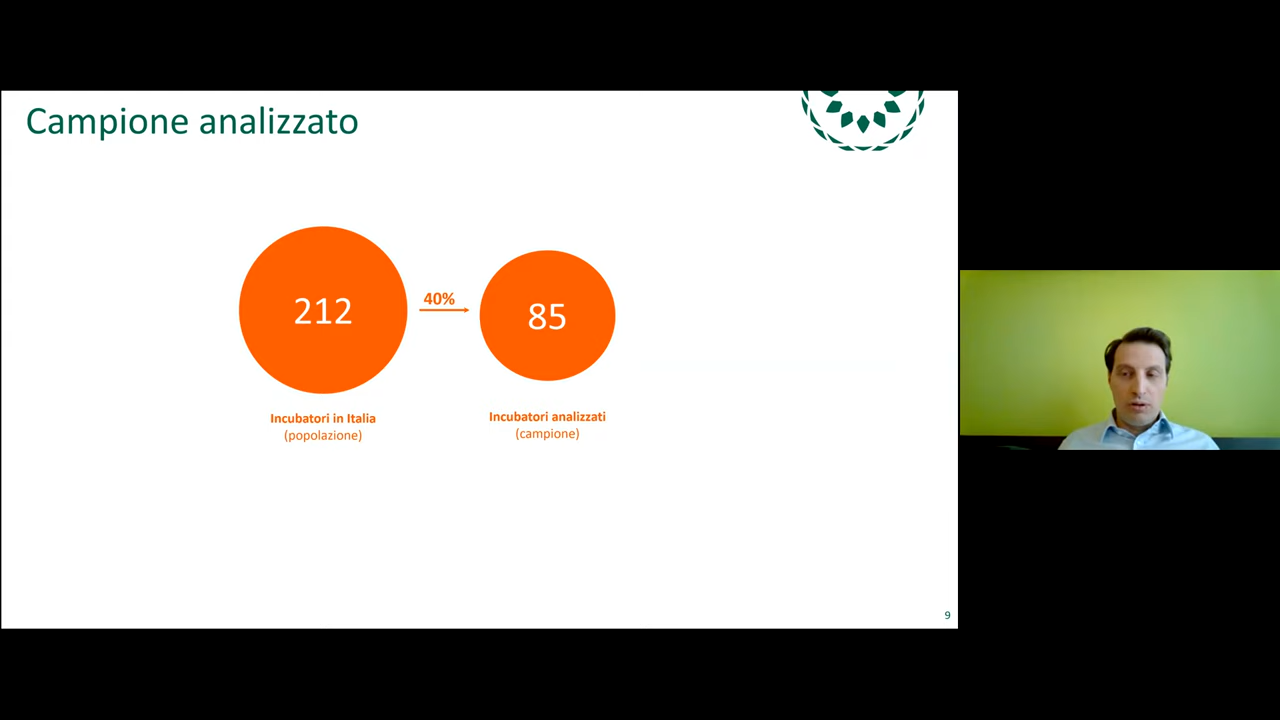 Campione analizzato
212
40%
85
Incubatori in Italia
(popolazione)
Incubatori analizzati
(campione)
9